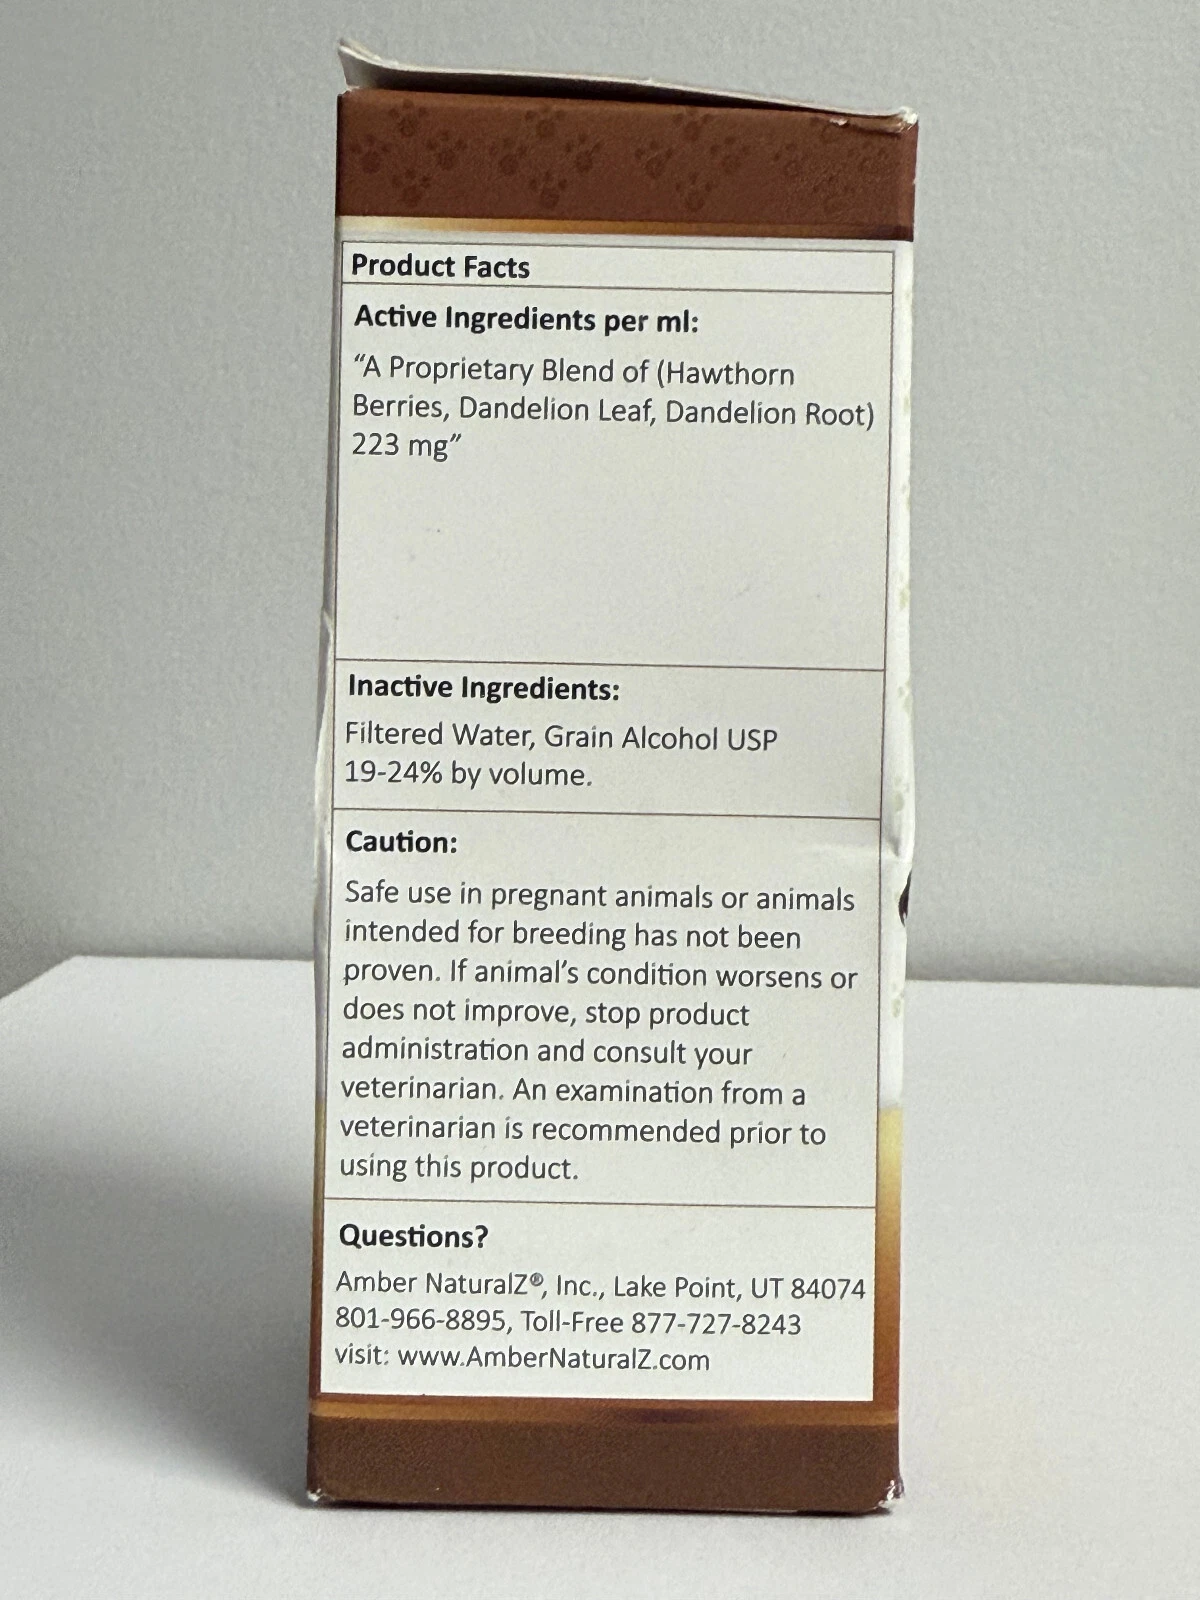 Product Facts
Active Ingredients per ml:
“A Proprietary Blend of (Hawthorn
Berries, Dandelion Leaf, Dandelion Root)
223 mg”
Inactive Ingredients:
Filtered Water, Grain Alcohol USP
19-24% by volume.
Caution:
Safe use in pregnant animals or animals
intended for breeding has not been
proven. If animal’s condition worsens or
does not improve, stop product
administration and consult your
veterinarian. An examination from a
veterinarian is recommended prior to
using this product.
Questions?
Amber NaturalZ®, Inc., Lake Point, UT 84074
801-966-8895, Toll-Free 877-727-8243
visit: www.AmberNaturalZ.com